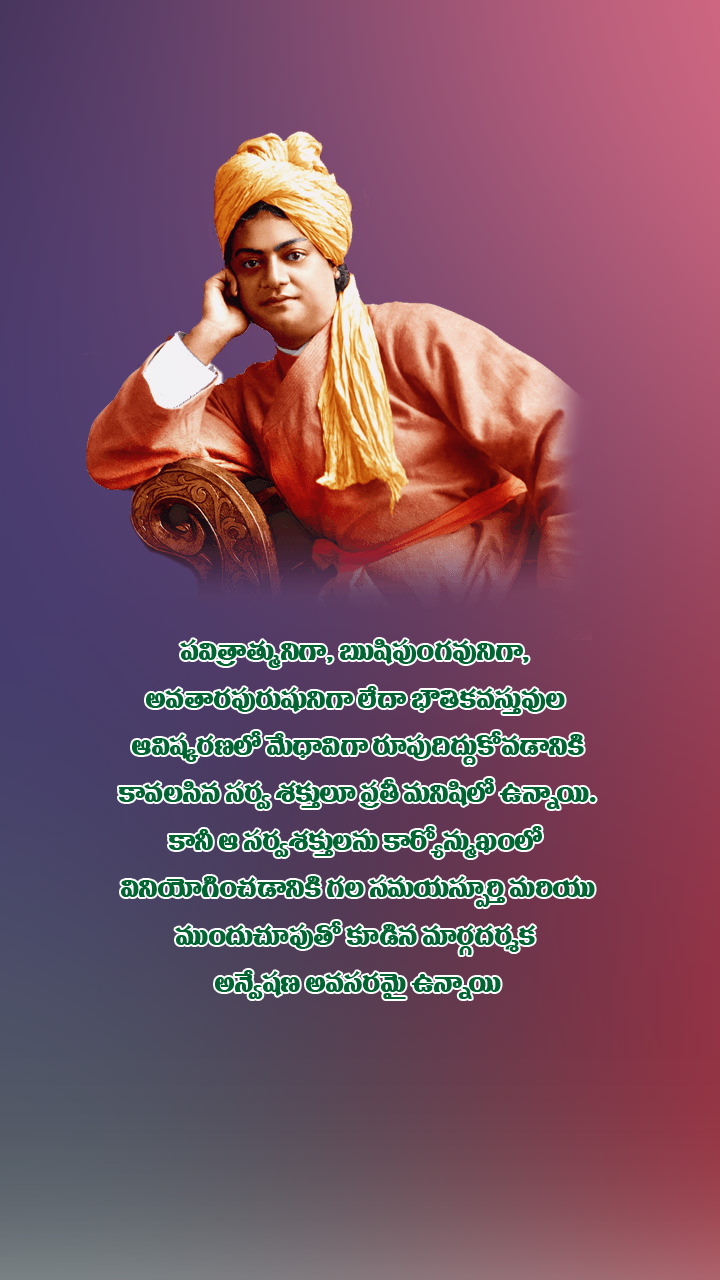 పవిత్రాత్మునిగా, ఋషిపుంగవునిగా,
అవతారపురుషునిగా లేదా భౌతికవస్తువుల
ఆవిష్కరణలో మేధావిగా రూపుదిద్దుకోవడానికి
కావలసిన సర్వ శక్తులూ ప్రతీ మనిషిలో ఉన్నాయి.
కానీ ఆ సర్వశక్తులను కార్యోన్ముఖంలో
వినియోగించడానికి గల సమయస్ఫూర్తి మరియు
ముందుచూపుతో కూడిన మార్గదర్శక
అన్వేషణ అవసరమై ఉన్నాయి